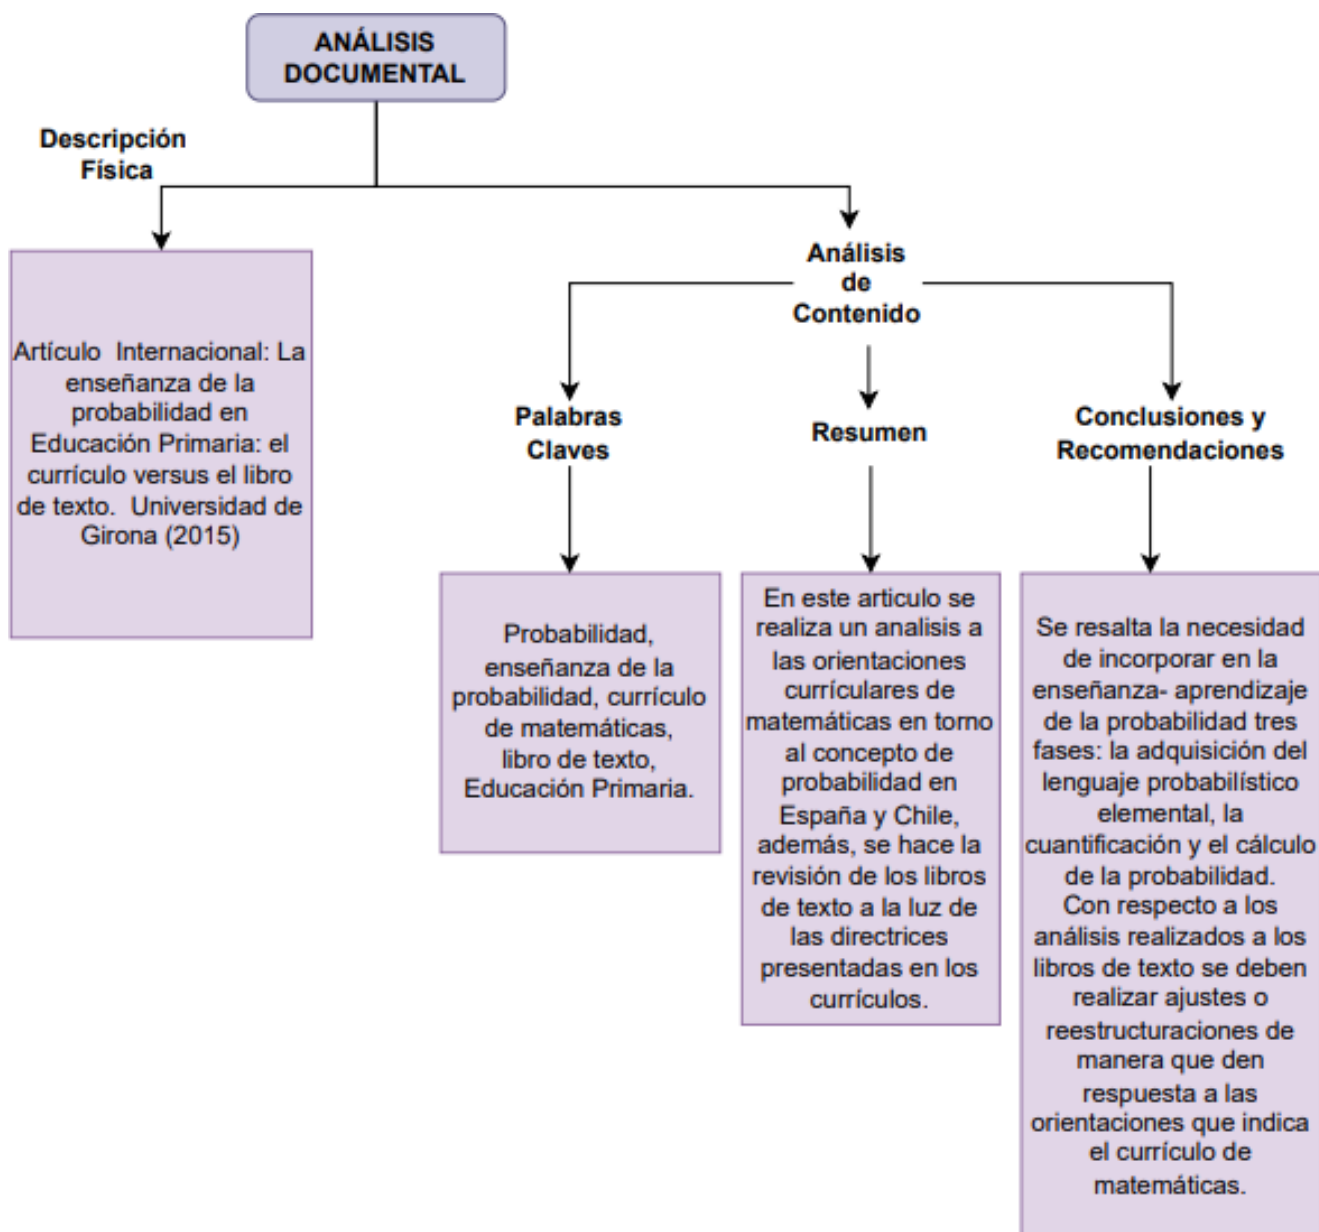 ANÁLISIS
DOCUMENTAL
Descripción
Física
Artículo Internacional: La
enseñanza de la
probabilidad en
Educación Primaria: el
currículo versus el libro
de texto. Universidad de
Girona (2015)
Análisis
de
Contenido
Palabras
Claves
Probabilidad,
enseñanza de la
probabilidad, currículo
de matemáticas,
libro de texto,
Educación Primaria.
Resumen
En este articulo se
realiza un analisis a
las orientaciones
currículares de
matemáticas en torno
al concepto de
probabilidad en
España y Chile,
además, se hace la
revisión de los libros
de texto a la luz de
las directrices
presentadas en los
currículos.
Conclusiones y
Recomendaciones
Se resalta la necesidad
de incorporar en la
enseñanza- aprendizaje
de la probabilidad tres
fases: la adquisición del
lenguaje probabilístico
elemental, la
cuantificación y el cálculo
de la probabilidad.
Con respecto a los
análisis realizados a los
libros de texto se deben
realizar ajustes o
reestructuraciones de
manera que den
respuesta a las
orientaciones que indica
el currículo de
matemáticas.